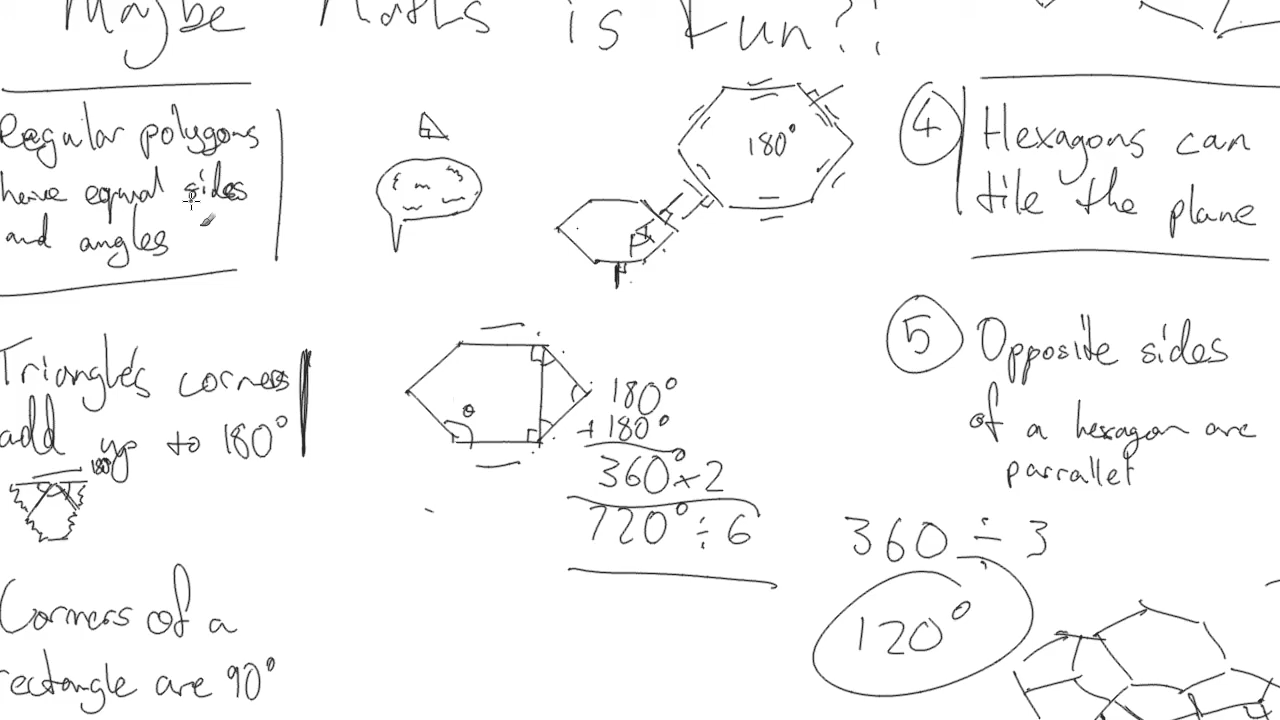 Maybe Maths is Fun?!
Regular polygons
have equal sides
and angles
Triangles corners
add up to 180°
180°
Corners of a
rectangle are 90°
180°
θ
180°
+ 180°
360° × 2
720° ÷ 6
4
Hexagons can
tile the plane
5
Opposite sides
of a hexagon are
parrallel
360 ÷ 3
120°